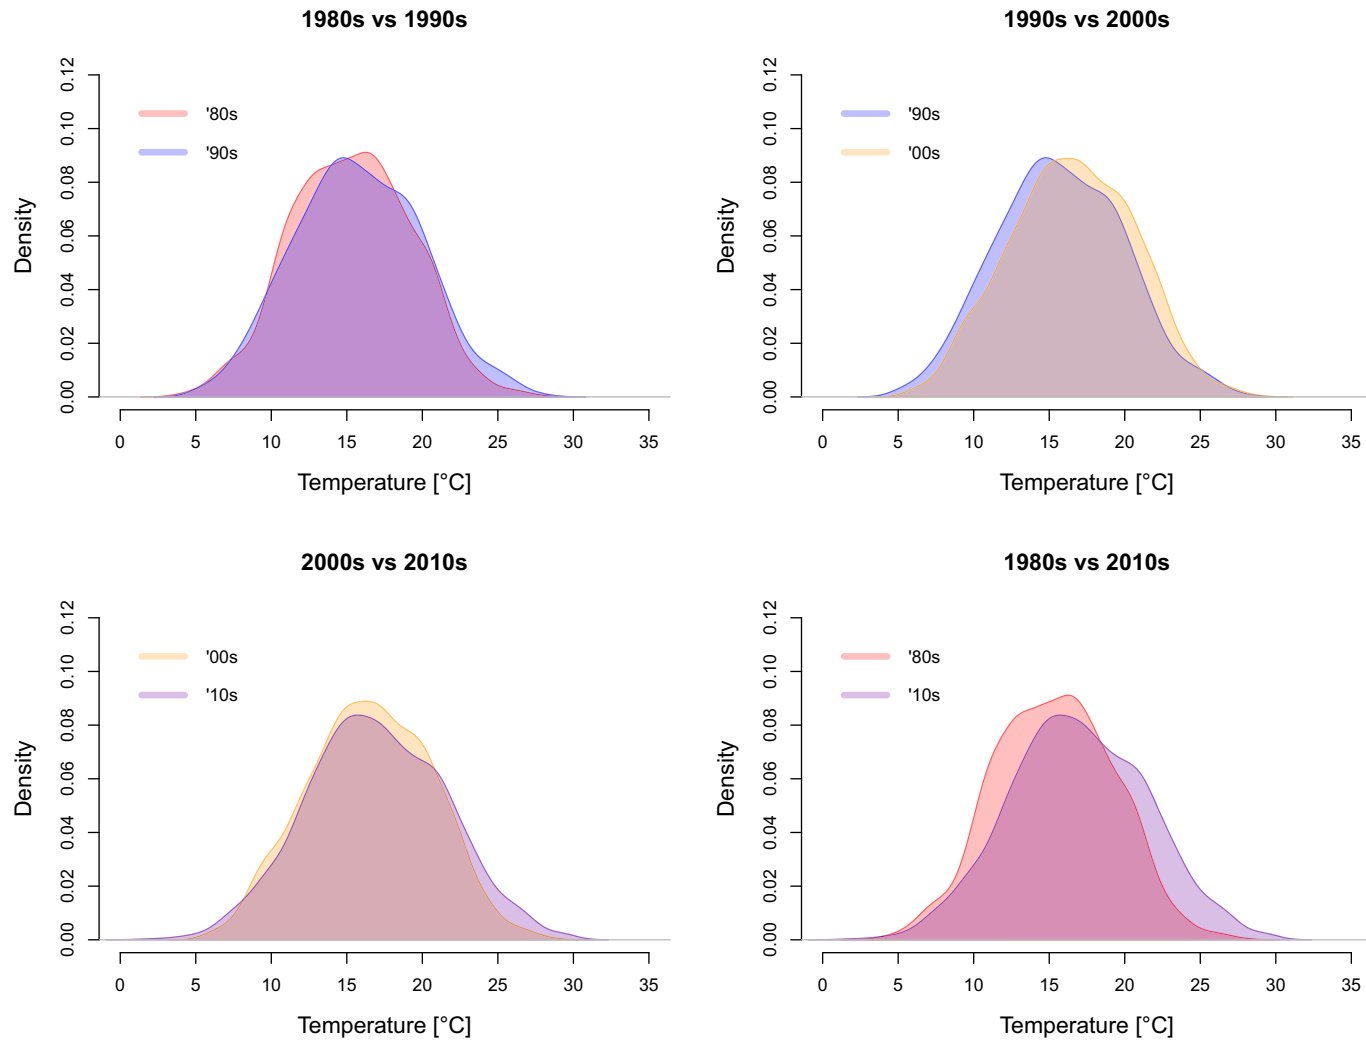 1980s vs 1990s
0.12
0.10
0.08
0.06
0.04
0.02
0.00
Density
'80s
'90s
0 5 10 15 20 25 30 35
Temperature [°C]
1990s vs 2000s
0.12
0.10
0.08
0.06
0.04
0.02
0.00
Density
'90s
'00s
0 5 10 15 20 25 30 35
Temperature [°C]
2000s vs 2010s
0.12
0.10
0.08
0.06
0.04
0.02
0.00
Density
'00s
'10s
0 5 10 15 20 25 30 35
Temperature [°C]
1980s vs 2010s
0.12
0.10
0.08
0.06
0.04
0.02
0.00
Density
'80s
'10s
0 5 10 15 20 25 30 35
Temperature [°C]